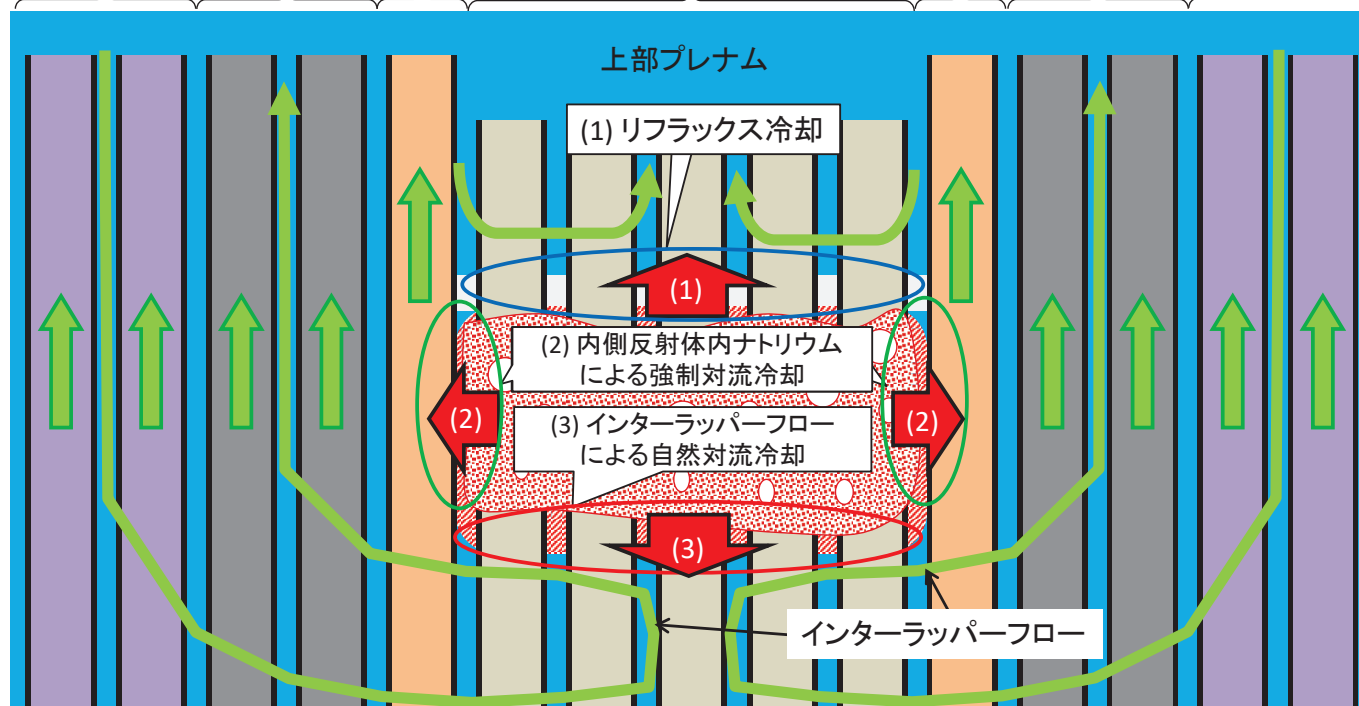 上部プレナム
(1) リフラックス冷却
(1)
(2) 内側反射体内ナトリウム
による強制対流冷却
(2)
(2)
(3) インターラッパーフロー
による自然対流冷却
(3)
インターラッパーフロー